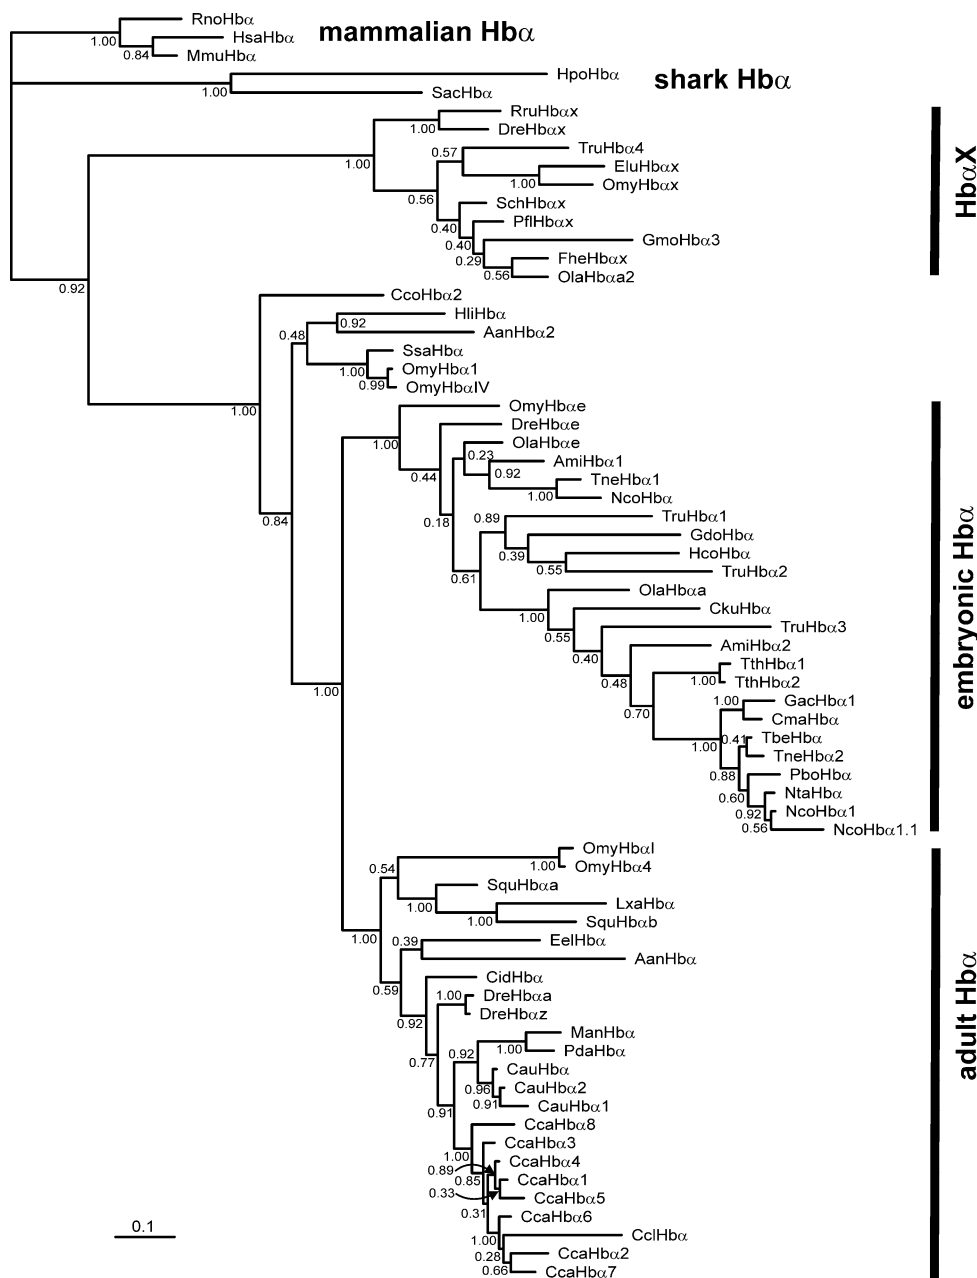 RnoHbα
1.00
HsaHbα
mammalian Hbα
0.84
MmuHbα
HpoHbα
shark Hbα
1.00
SacHbα
RruHbαx
1.00
DreHbαx
0.57
TruHbα4
1.00
EluHbαx
1.00
OmyHbαx
0.56
SchHbαx
HbαX
0.40
PflHbαx
0.40
GmoHbα3
0.29
FheHbαx
0.56
OlaHbαa2
0.92
CcoHbα2
HliHbα
0.92
0.48
AanHbα2
SsaHbα
1.00
OmyHbα1
0.99
OmyHbαIV
1.00
OmyHbαe
DreHbαe
1.00
OlaHbαe
0.23
AmiHbα1
0.44
0.92
TneHbα1
1.00
NcoHbα
0.84
0.18
0.89
TruHbα1
GdoHbα
0.39
HcoHbα
0.55
TruHbα2
0.61
OlaHbαa
1.00
CkuHbα
0.55
TruHbα3
0.40
AmiHbα2
embryonic Hbα
TthHbα1
1.00
TthHbα2
0.48
1.00
1.00
GacHbα1
0.70
CmaHbα
0.41
TbeHbα
1.00
TneHbα2
0.88
PboHbα
0.60
NtaHbα
0.92
NcoHbα1
0.56
NcoHbα1.1
OmyHbαI
1.00
OmyHbα4
0.54
SquHbαa
1.00
LxaHbα
1.00
SquHbαb
1.00
0.39
EelHbα
AanHbα
0.59
CidHbα
1.00
DreHbαa
DreHbαz
0.92
ManHbα
1.00
PdaHbα
0.92
0.77
CauHbα
0.96
CauHbα2
0.91
CauHbα1
0.91
CcaHbα8
CcaHbα3
1.00
CcaHbα4
0.89
0.85
CcaHbα1
0.33
CcaHbα5
0.31
CcaHbα6
1.00
CclHbα
0.28
CcaHbα2
0.66
CcaHbα7
adult Hbα
0.1